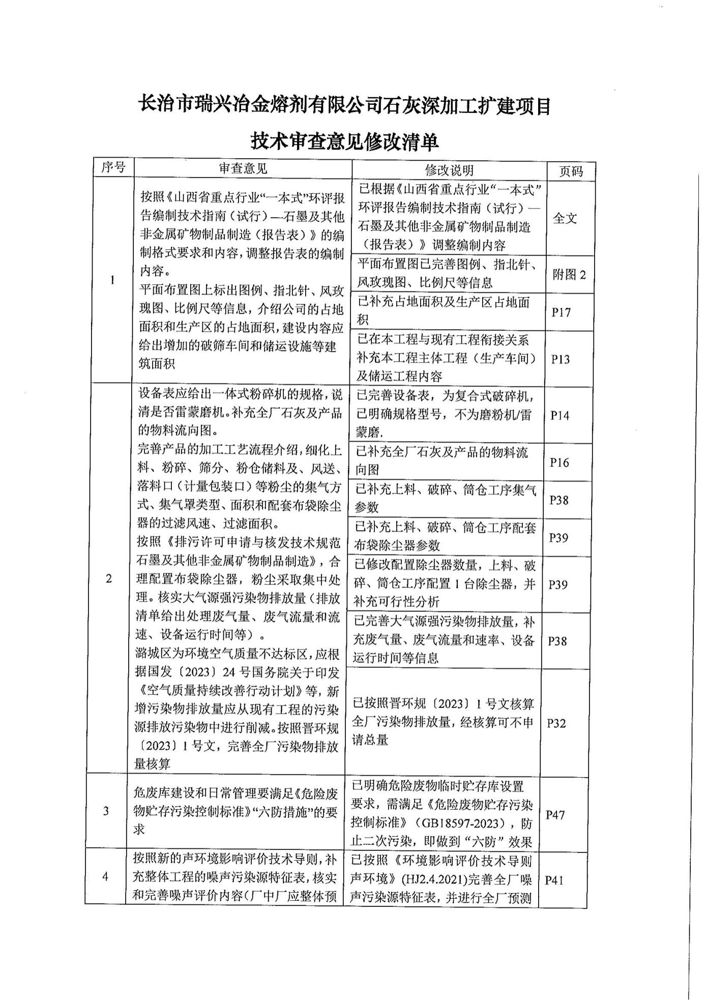 长治市瑞兴冶金熔剂有限公司石灰深加工扩建项目
技术审查意见修改清单
序号
审查意见
修改说明
页码
1
按照《山西省重点行业“一本式”环评报
告编制技术指南（试行）—石墨及其他
非金属矿物制品制造（报告表）》的编
制格式要求和内容，调整报告表的编制
内容。
平面布置图上标出图例、指北针、风玫
瑰图、比例尺等信息，介绍公司的占地
面积和生产区的占地面积，建设内容应
给出增加的破筛车间和储运设施等建
筑面积
已根据《山西省重点行业“一本式”
环评报告编制技术指南（试行）—
石墨及其他非金属矿物制品制造
（报告表）》调整编制内容
全文
平面布置图已完善图例、指北针、
风玫瑰图、比例尺等信息
附图 2
已补充占地面积及生产区占地面
积
P17
已在本工程与现有工程衔接关系
补充本工程主体工程（生产车间）
及储运工程内容
P13
2
设备表应给出一体式粉碎机的规格，说
清是否雷蒙磨机。补充全厂石灰及产品
的物料流向图。
完善产品的加工工艺流程介绍，细化上
料、粉碎、筛分、粉仓储料及、风送、
落料口（计量包装口）等粉尘的集气方
式、集气罩类型、面积和配套布袋除尘
器的过滤风速、过滤面积。
按照《排污许可申请与核发技术规范
石墨及其他非金属矿物制品制造》，合
理配置布袋除尘器，粉尘采取集中处
理。核实大气源强污染物排放量（排放
清单给出处理废气量、废气流量和流
速、设备运行时间等）。
潞城区为环境空气质量不达标区，应根
据国发〔2023〕24 号国务院关于印发
《空气质量持续改善行动计划》等，新
增污染物排放量应从现有工程的污染
源排放污染物中进行削减。按照晋环规
〔2023〕1 号文，完善全厂污染物排放
量核算
已完善设备表，为复合式破碎机，
已明确规格型号，不为磨粉机/雷
蒙磨.
P14
已补充全厂石灰及产品的物料流
向图
P16
已补充上料、破碎、筒仓工序集气
参数
P38
已补充上料、破碎、筒仓工序配套
布袋除尘器参数
P39
已修改配置除尘器数量，上料、破
碎、筒仓工序配置 1 台除尘器，并
补充可行性分析
P39
已完善大气源强污染物排放量，补
充废气量、废气流量和速率、设备
运行时间等信息
P38
已按照晋环规〔2023〕1 号文核算
全厂污染物排放量，经核算可不申
请总量
P32
3
危废库建设和日常管理要满足《危险废
物贮存污染控制标准》“六防措施”的要
求
已明确危险废物临时贮存库设置
要求，需满足《危险废物贮存污染
控制标准》（GB18597-2023），防
止二次污染，即做到“六防”效果
P47
4
按照新的声环境影响评价技术导则，补
充整体工程的噪声污染源特征表，核实
和完善噪声评价内容（厂中厂应整体预
已按照《环境影响评价技术导则
声环境》(HJ2.4.2021)完善全厂噪
声污染源特征表，并进行全厂预测
P41